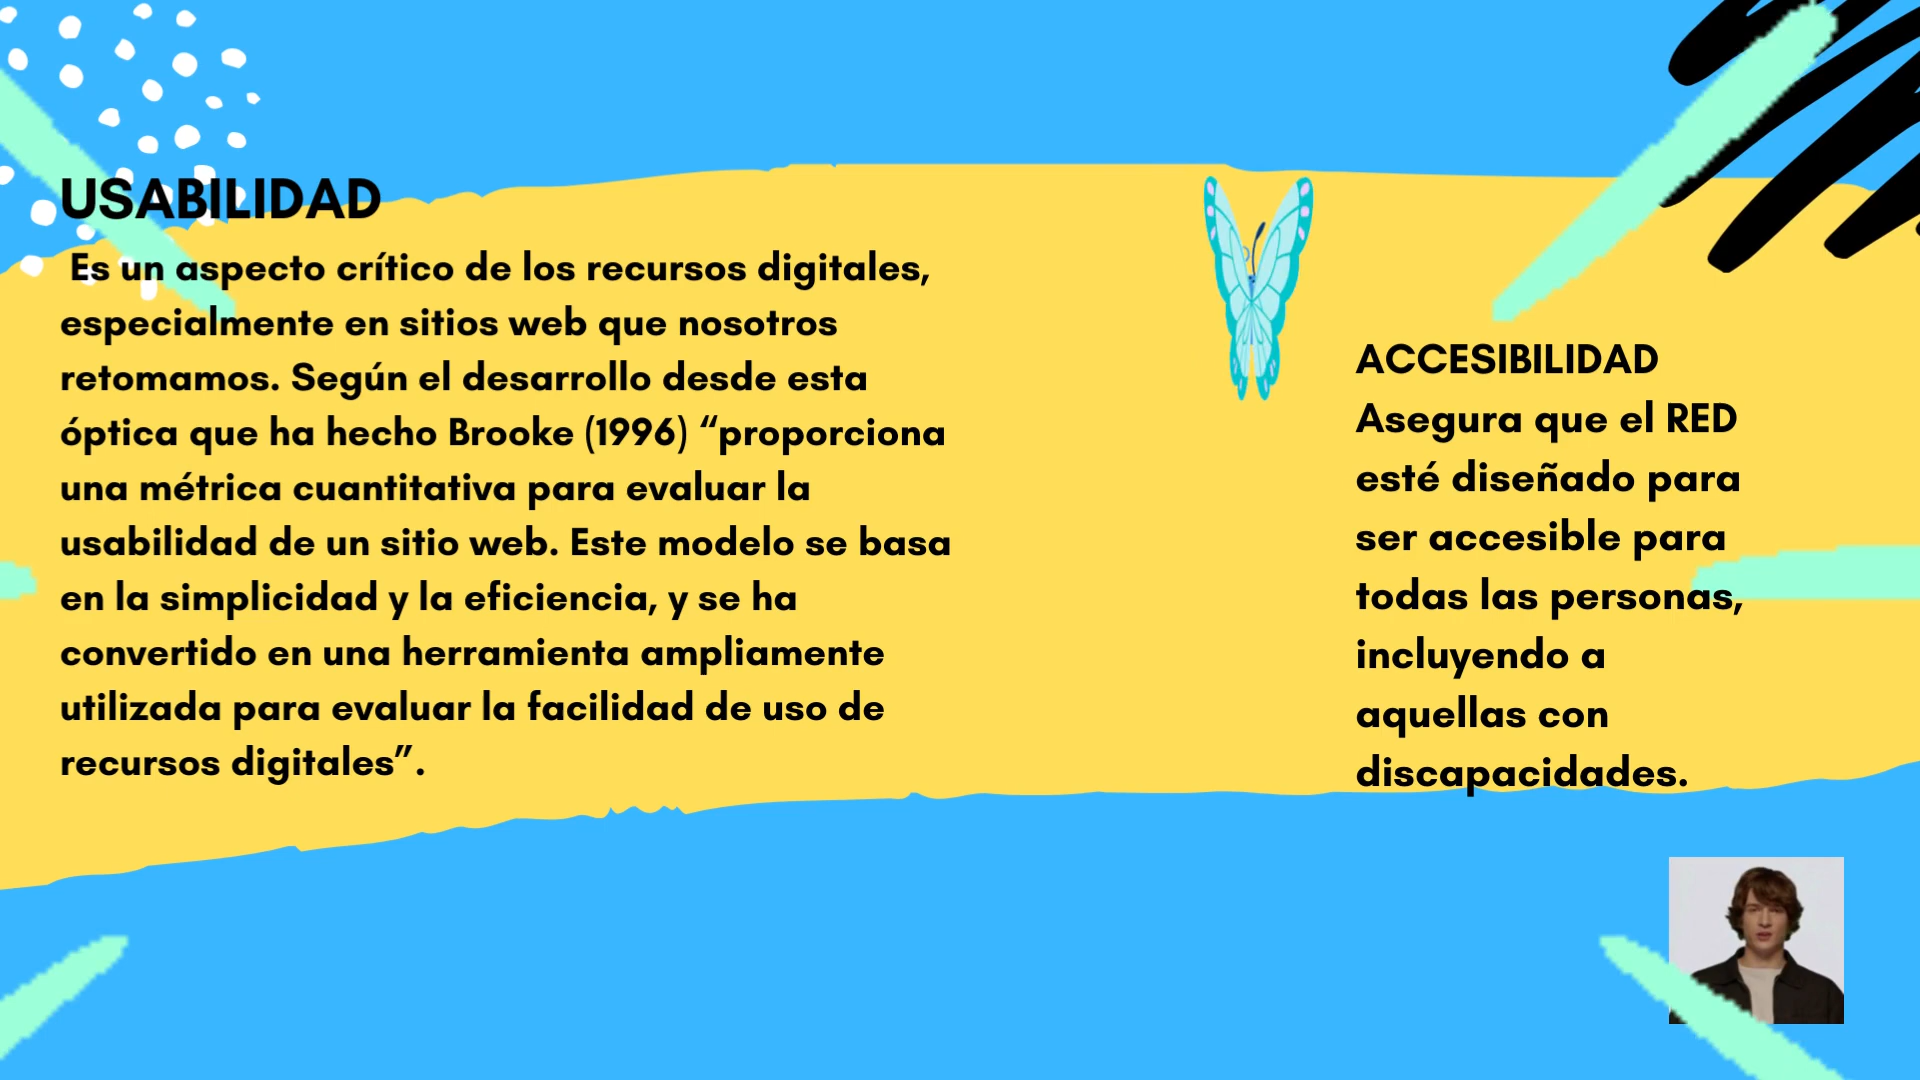 USABILIDAD
Es un aspecto crítico de los recursos digitales,
especialmente en sitios web que nosotros
retomamos. Según el desarrollo desde esta
óptica que ha hecho Brooke (1996) “proporciona
una métrica cuantitativa para evaluar la
usabilidad de un sitio web. Este modelo se basa
en la simplicidad y la eficiencia, y se ha
convertido en una herramienta ampliamente
utilizada para evaluar la facilidad de uso de
recursos digitales”.
ACCESIBILIDAD
Asegura que el RED
esté diseñado para
ser accesible para
todas las personas,
incluyendo a
aquellas con
discapacidades.